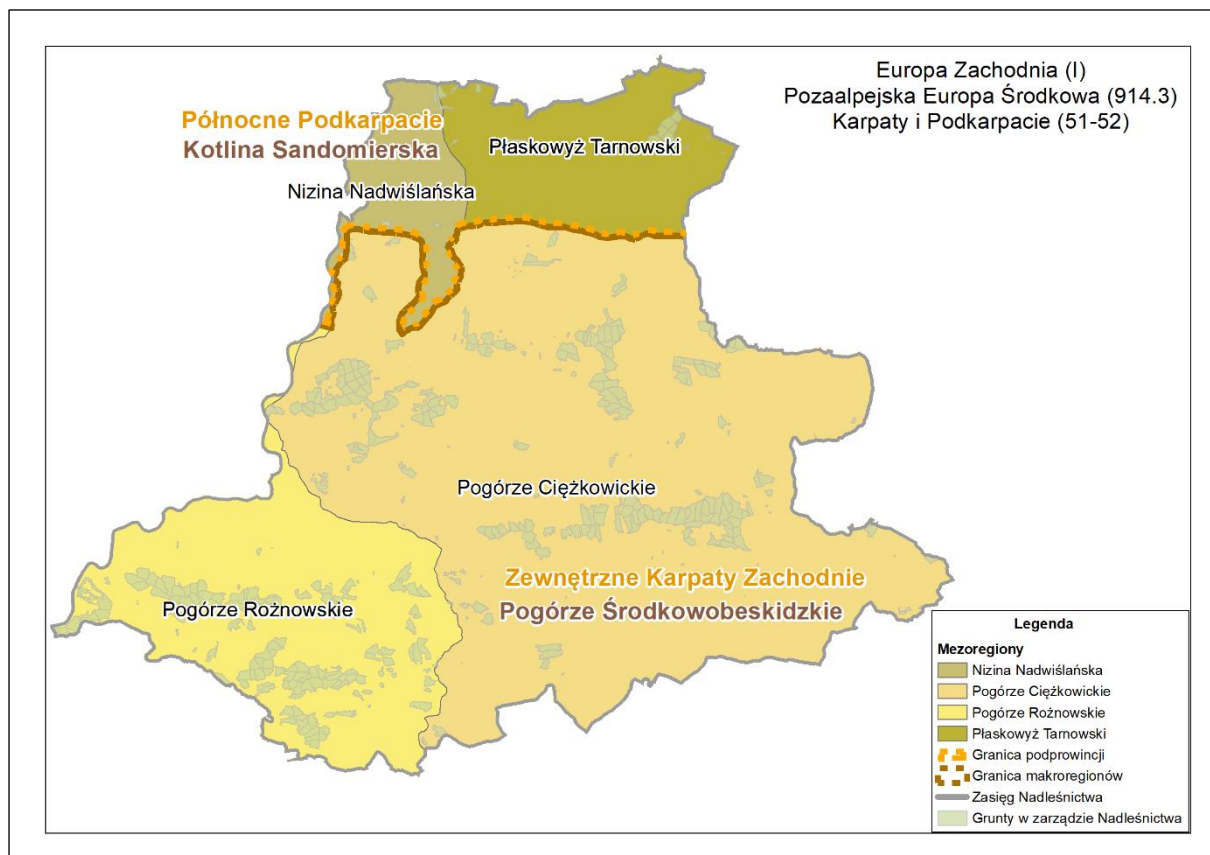 Europa Zachodnia (I)
Pozaalpejska Europa Środkowa (914.3)
Karpaty i Podkarpacie (51-52)
Północne Podkarpacie
Kotlina Sandomierska
Płaskowyż Tarnowski
Nizina Nadwiślańska
Pogórze Ciężkowickie
Zewnętrzne Karpaty Zachodnie
Pogórze Środkowobeskidzkie
Pogórze Rożnowskie
Legenda
Mezoregiony
Nizina Nadwiślańska
Pogórze Ciężkowickie
Pogórze Rożnowskie
Płaskowyż Tarnowski
Granica podprowincji
Granica makroregionów
Zasięg Nadleśnictwa
Grunty w zarządzie Nadleśnictwa